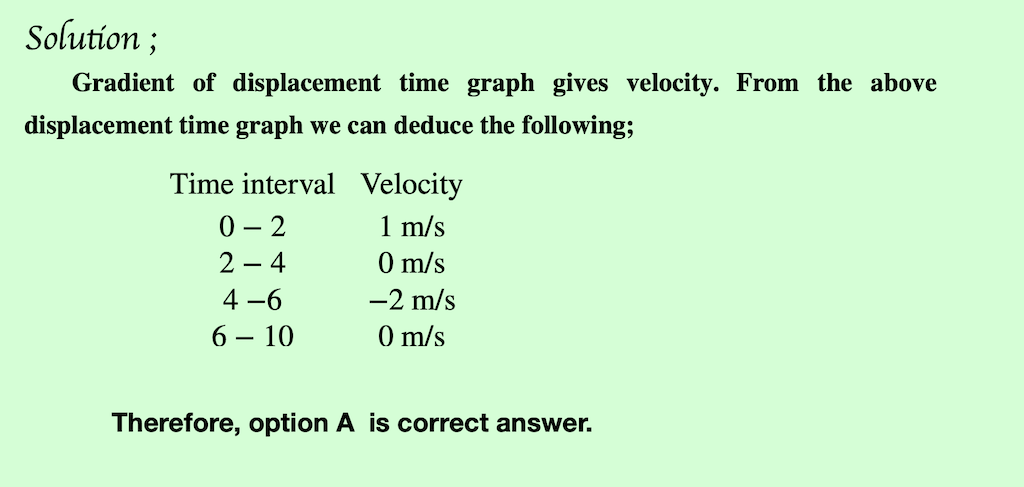 Solution ;
Gradient of displacement time graph gives velocity. From the above
displacement time graph we can deduce the following;
Time interval Velocity
0 – 2 1 m/s
2 – 4 0 m/s
4 –6 –2 m/s
6 – 10 0 m/s
Therefore, option A is correct answer.